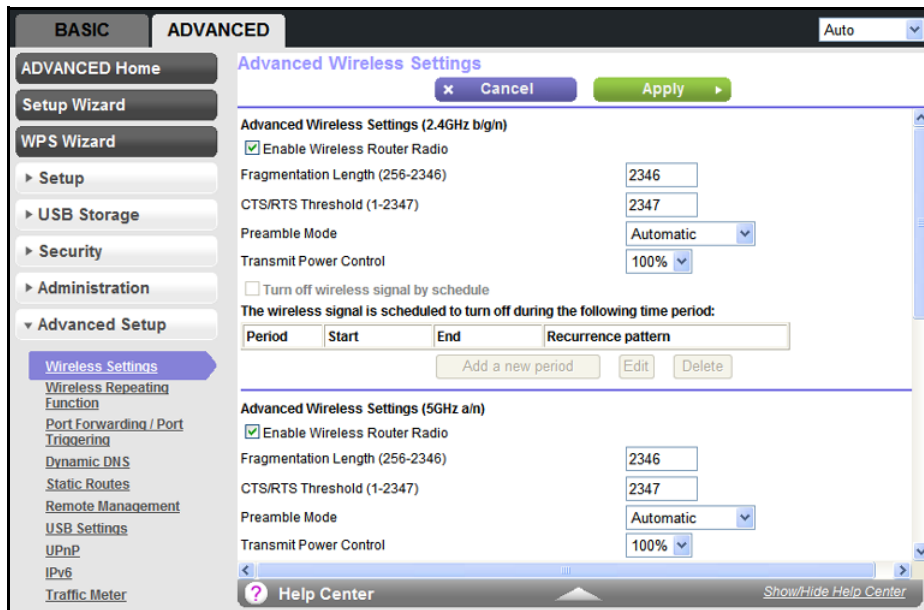 BASIC
ADVANCED
Auto
ADVANCED Home
Setup Wizard
WPS Wizard
Setup
USB Storage
Security
Administration
Advanced Setup
Wireless Settings
Wireless Repeating
Function
Port Forwarding / Port
Triggering
Dynamic DNS
Static Routes
Remote Management
USB Settings
UPnP
IPv6
Traffic Meter
Advanced Wireless Settings
x Cancel
Apply
Advanced Wireless Settings (2.4GHz b/g/n)
Enable Wireless Router Radio
Fragmentation Length (256-2346) 2346
CTS/RTS Threshold (1-2347) 2347
Preamble Mode Automatic
Transmit Power Control 100%
Turn off wireless signal by schedule
The wireless signal is scheduled to turn off during the following time period:
Period Start End Recurrence pattern
Add a new period Edit Delete
Advanced Wireless Settings (5GHz a/n)
Enable Wireless Router Radio
Fragmentation Length (256-2346) 2346
CTS/RTS Threshold (1-2347) 2347
Preamble Mode Automatic
Transmit Power Control 100%
? Help Center Show/Hide Help Center